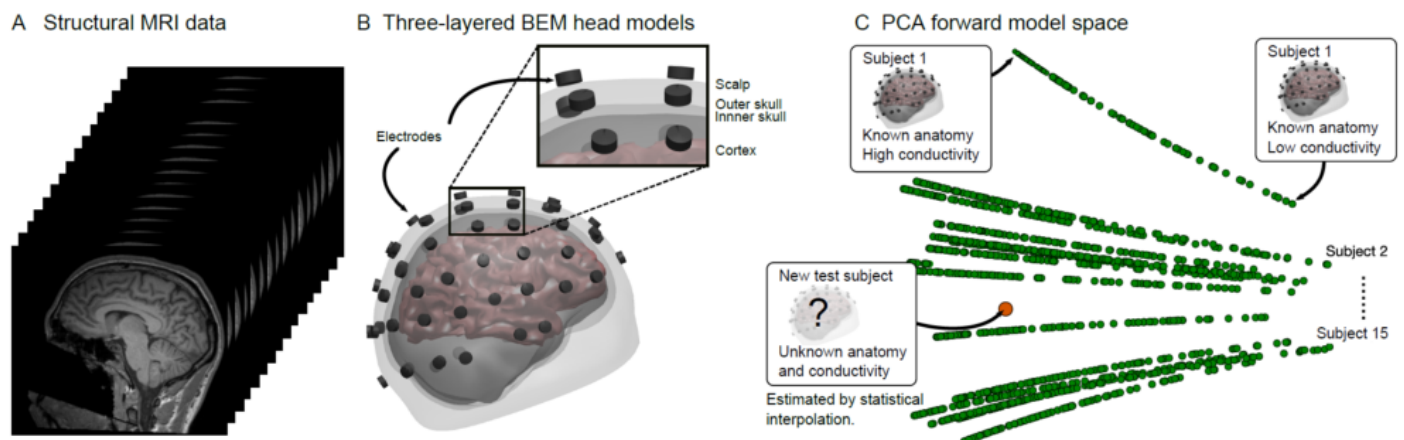 A Structural MRI data
B Three-layered BEM head models
Electrodes
Scalp
Outer skull
Innner skull
Cortex
C PCA forward model space
Subject 1
Known anatomy
High conductivity
Subject 1
Known anatomy
Low conductivity
Subject 2
Subject 15
New test subject
?
Unknown anatomy
and conductivity
Estimated by statistical
interpolation.